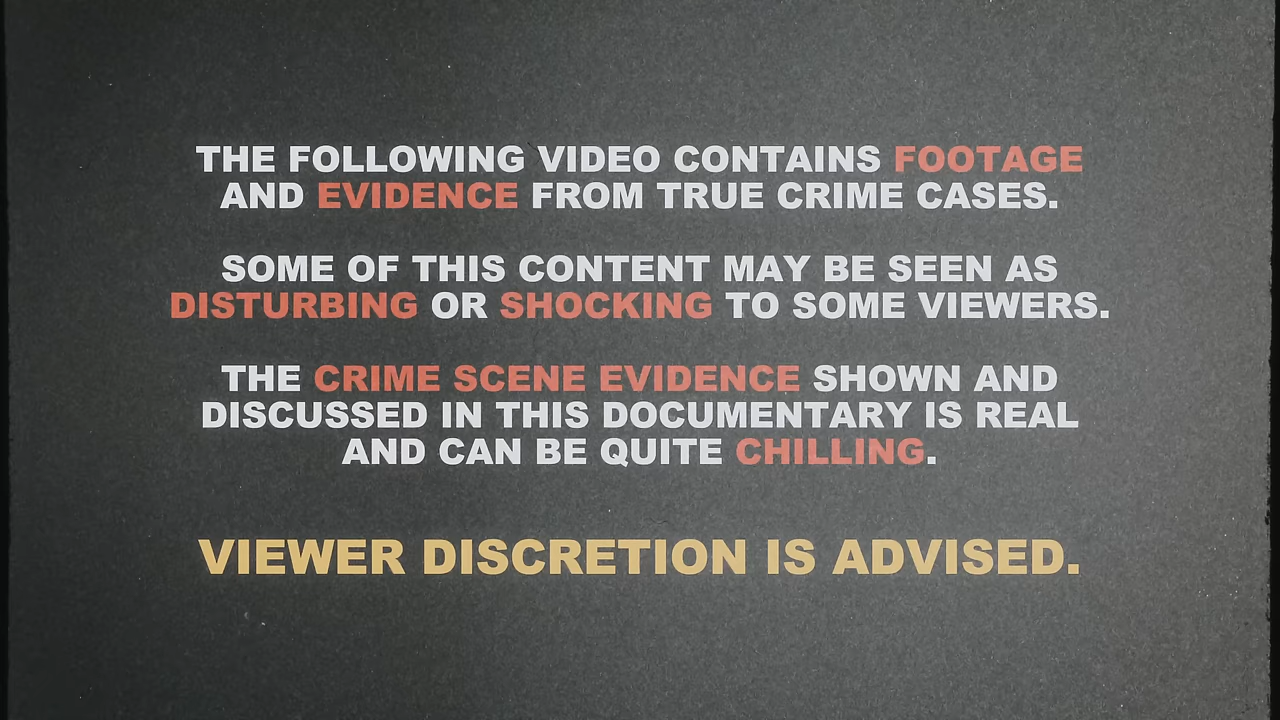 THE FOLLOWING VIDEO CONTAINS FOOTAGE
AND EVIDENCE FROM TRUE CRIME CASES.
SOME OF THIS CONTENT MAY BE SEEN AS
DISTURBING OR SHOCKING TO SOME VIEWERS.
THE CRIME SCENE EVIDENCE SHOWN AND
DISCUSSED IN THIS DOCUMENTARY IS REAL
AND CAN BE QUITE CHILLING.
VIEWER DISCRETION IS ADVISED.